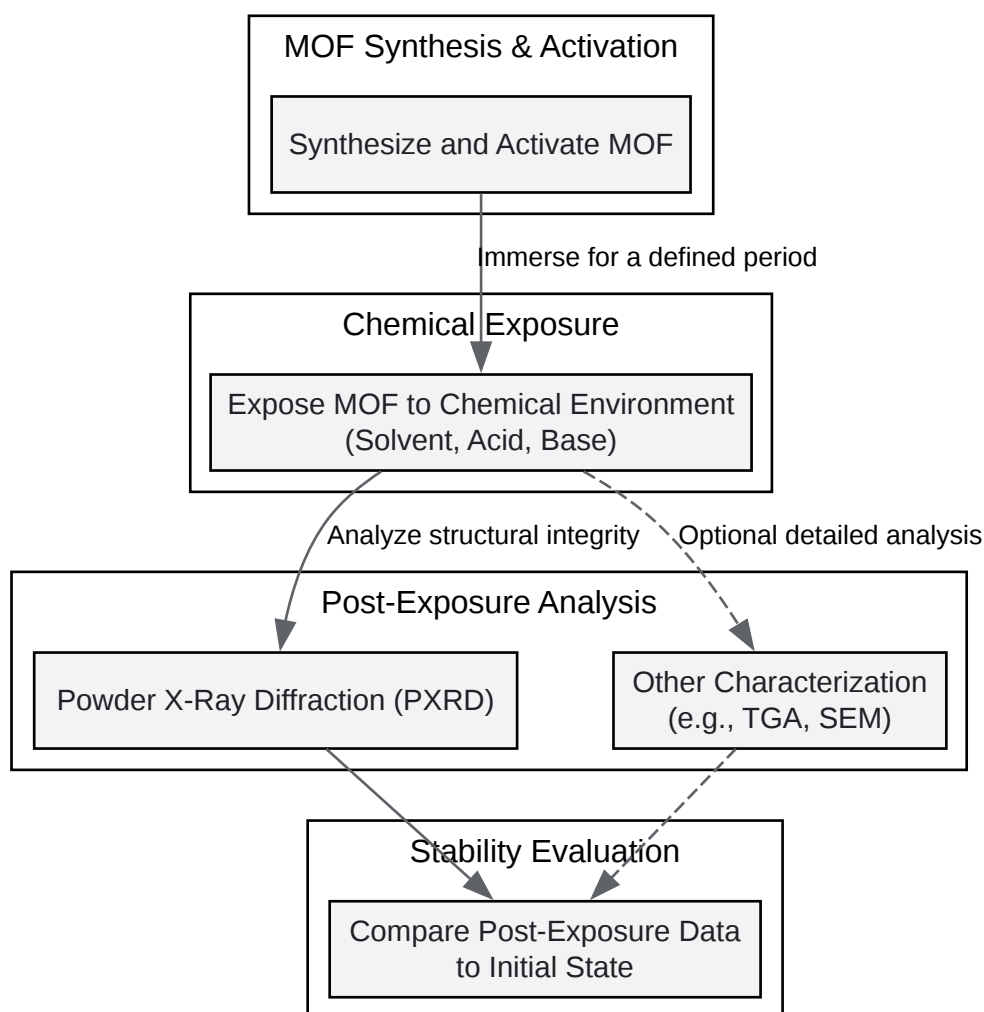 MOF Synthesis & Activation
Synthesize and Activate MOF
Immerse for a defined period
Chemical Exposure
Expose MOF to Chemical Environment
(Solvent, Acid, Base)
Analyze structural integrity
Optional detailed analysis
Post-Exposure Analysis
Powder X-Ray Diffraction (PXRD)
Other Characterization
(e.g., TGA, SEM)
Stability Evaluation
Compare Post-Exposure Data
to Initial State